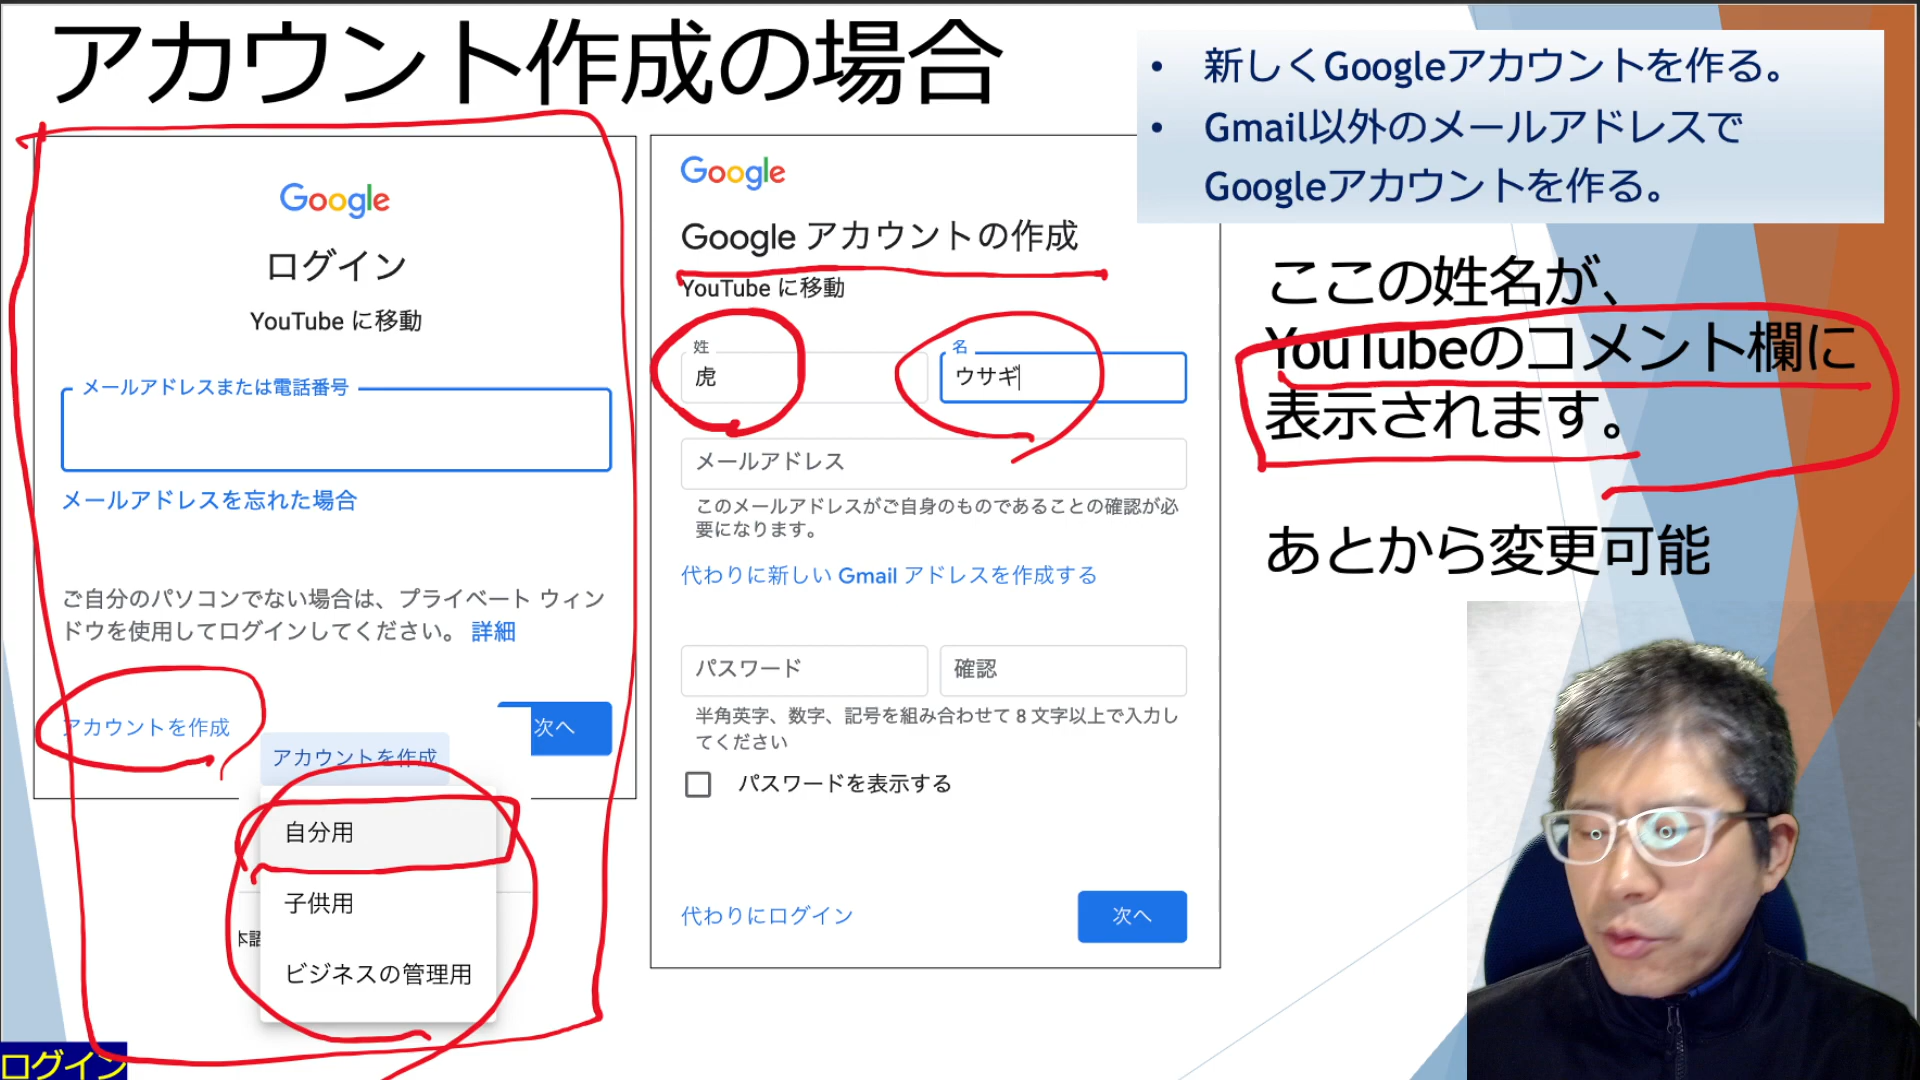 アカウント作成の場合
• 新しくGoogleアカウントを作る。
• Gmail以外のメールアドレスで
Googleアカウントを作る。
Google
ログイン
YouTube に移動
メールアドレスまたは電話番号
メールアドレスを忘れた場合
ご自分のパソコンでない場合は、プライベート ウィン
ドウを使用してログインしてください。 詳細
アカウントを作成
次へ
アカウントを作成
自分用
子供用
ビジネスの管理用
本語
Google
Google アカウントの作成
YouTube に移動
姓
虎
名
ウサギ
メールアドレス
このメールアドレスがご自身のものであることの確認が必
要になります。
代わりに新しい Gmail アドレスを作成する
パスワード
確認
半角英字、数字、記号を組み合わせて 8 文字以上で入力し
てください
パスワードを表示する
代わりにログイン
次へ
ここの姓名が、
YouTubeのコメント欄に
表示されます。
あとから変更可能
ログイン